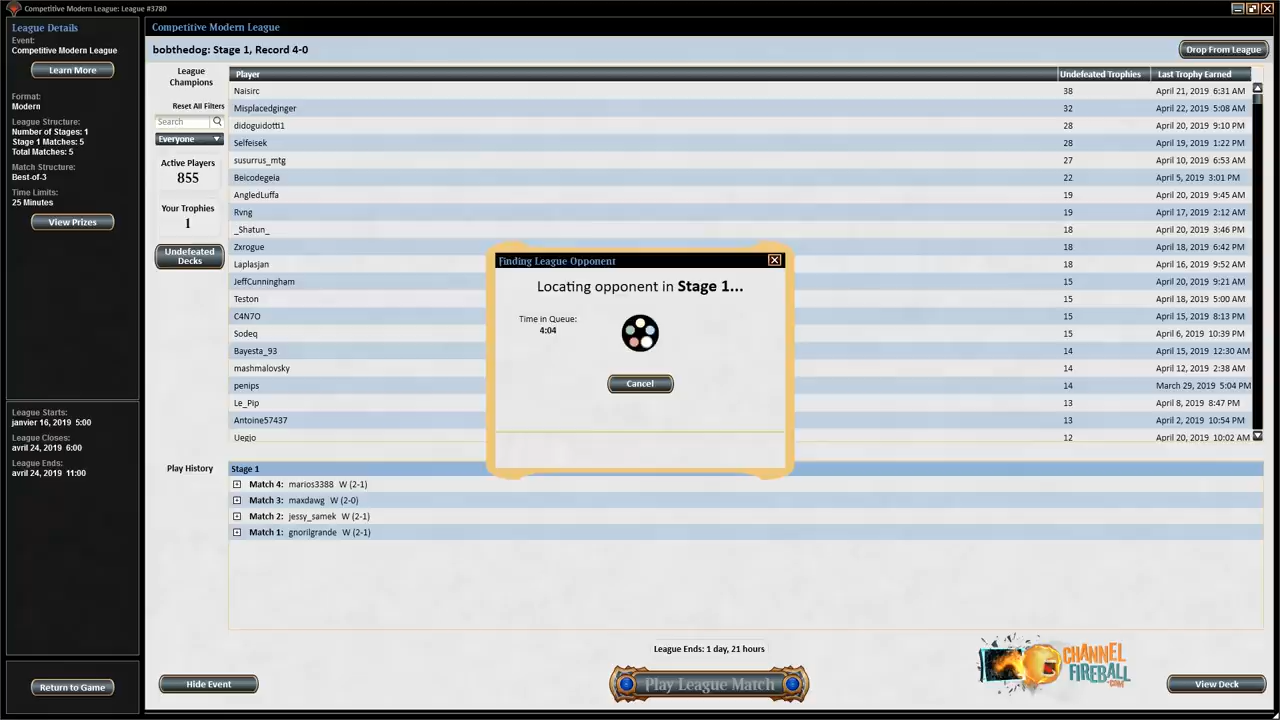 Competitive Modern League: League #3780
League Details
Event:
Competitive Modern League
Learn More
Format:
Modern
League Structure:
Number of Stages: 1
Stage 1 Matches: 5
Total Matches: 5
Match Structure:
Best-of-3
Time Limits:
25 Minutes
View Prizes
League Starts:
janvier 16, 2019 5:00
League Closes:
avril 24, 2019 6:00
League Ends:
avril 24, 2019 11:00
Return to Game
Competitive Modern League
bobthedog: Stage 1, Record 4-0
Drop From League
League
Champions
Reset All Filters
Search
Everyone
Active Players
855
Your Trophies
1
Undefeated
Decks
Player Undefeated Trophies Last Trophy Earned
Naisirc 38 April 21, 2019 6:31 AM
Misplacedginger 32 April 22, 2019 5:08 AM
didoguidotti1 28 April 20, 2019 9:10 PM
Selfeisek 28 April 19, 2019 1:22 PM
susurrus_mtg 27 April 10, 2019 6:53 AM
Beicodegeia 22 April 5, 2019 3:01 PM
AngledLuffa 19 April 20, 2019 9:45 AM
Rvng 19 April 17, 2019 2:12 AM
_Shatun_ 18 April 20, 2019 3:46 PM
Zxrogue 18 April 18, 2019 6:42 PM
Laplasjan 18 April 16, 2019 9:52 AM
JeffCunningham 15 April 20, 2019 9:21 AM
Teston 15 April 18, 2019 5:00 AM
C4N7O 15 April 15, 2019 8:13 PM
Sodeq 15 April 6, 2019 10:39 PM
Bayesta_93 14 April 15, 2019 12:30 AM
mashmalovsky 14 April 12, 2019 2:38 AM
penips 14 March 29, 2019 5:04 PM
Le_Pip 13 April 8, 2019 8:47 PM
Antoine57437 13 April 2, 2019 10:54 PM
Uegjo 12 April 20, 2019 10:02 AM
Finding League Opponent
Locating opponent in Stage 1...
Time in Queue:
4:04
Cancel
Play History
Stage 1
Match 4: marios3388 W (2-1)
Match 3: maxdawg W (2-0)
Match 2: jessy_samek W (2-1)
Match 1: gnorilgrande W (2-1)
League Ends: 1 day, 21 hours
Hide Event
Play League Match
CHANNEL
FIREBALL
.COM
View Deck